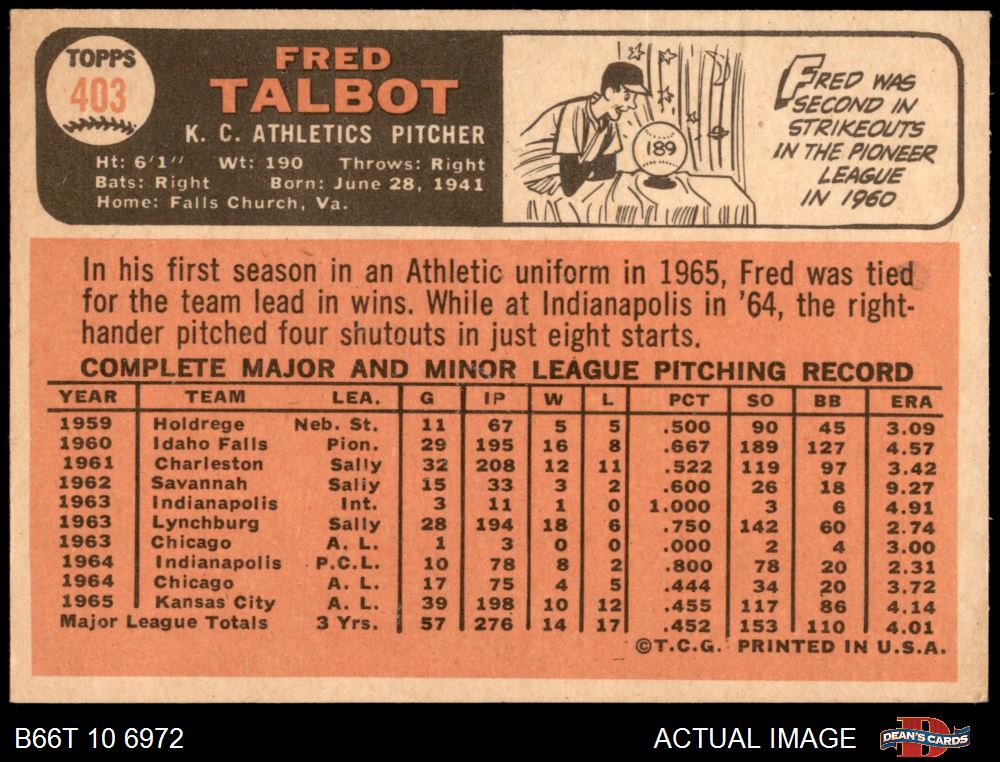 TOPPS
403
FRED
TALBOT
K. C. ATHLETICS PITCHER
Ht: 6'1" Wt: 190 Throws: Right
Bats: Right Born: June 28, 1941
Home: Falls Church, Va.
189
FRED WAS
SECOND IN
STRIKEOUTS
IN THE PIONEER
LEAGUE
IN 1960
In his first season in an Athletic uniform in 1965, Fred was tied
for the team lead in wins. While at Indianapolis in '64, the right-
hander pitched four shutouts in just eight starts.
COMPLETE MAJOR AND MINOR LEAGUE PITCHING RECORD
YEAR TEAM LEA. G IP W L PCT SO BB ERA
1959 Holdrege Neb. St. 11 67 5 5 .500 90 45 3.09
1960 Idaho Falls Pion. 29 195 16 8 .667 189 127 4.57
1961 Charleston Sally 32 208 12 11 .522 119 97 3.42
1962 Savannah Sally 15 33 3 2 .600 26 18 9.27
1963 Indianapolis Int. 3 11 1 0 1.000 3 6 4.91
1963 Lynchburg Sally 28 194 18 6 .750 142 60 2.74
1963 Chicago A. L. 1 3 0 0 .000 2 4 3.00
1964 Indianapolis P.C.L. 10 78 8 2 .800 78 20 2.31
1964 Chicago A. L. 17 75 4 5 .444 34 20 3.72
1965 Kansas City A. L. 39 198 10 12 .455 117 86 4.14
Major League Totals 3 Yrs. 57 276 14 17 .452 153 110 4.01
©T.C.G. PRINTED IN U.S.A.
B66T 10 6972
ACTUAL IMAGE
D
DEAN'S CARDS